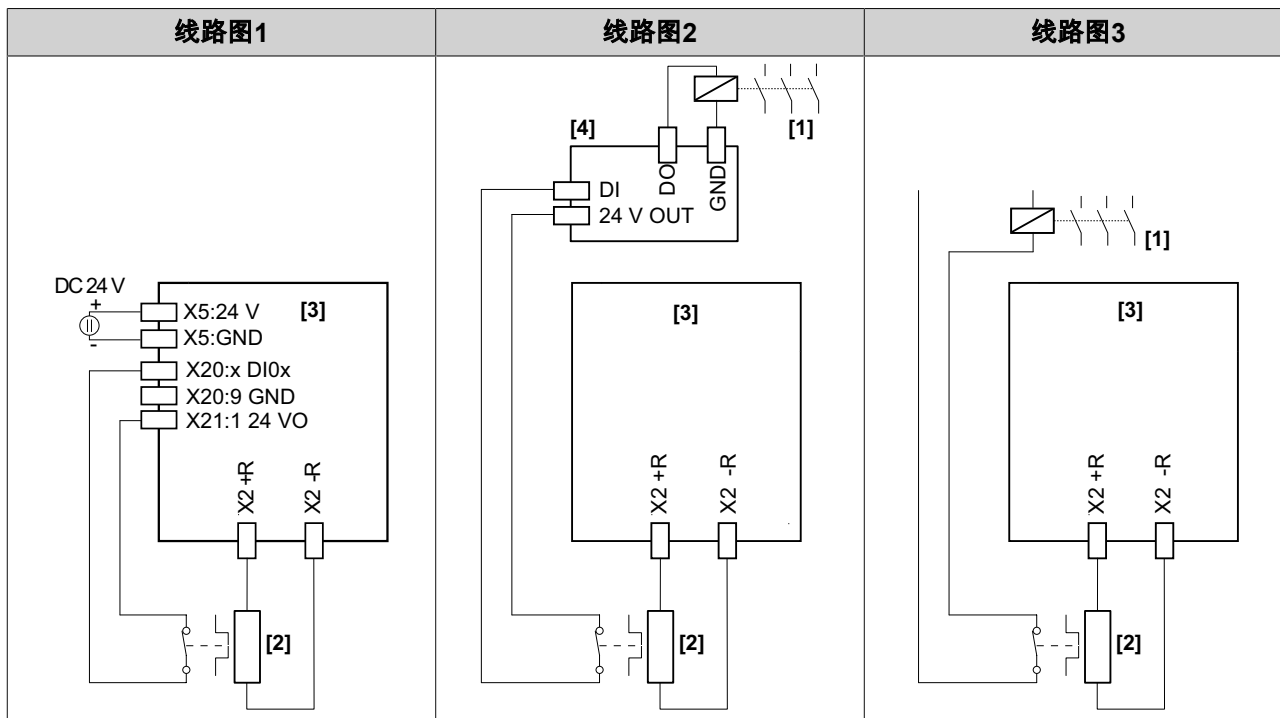 线路图1
线路图2
线路图3
DC 24 V
+
-
X5:24 V
[3]
X5:GND
X20:x DI0x
X20:9 GND
X21:1 24 VO
X2 +R
X2 -R
[2]
[1]
[4]
DO
GND
DI
24 V OUT
[3]
X2 +R
X2 -R
[2]
[1]
[3]
X2 +R
X2 -R
[2]